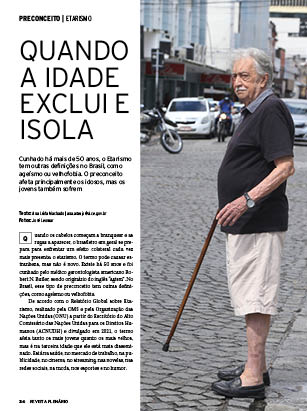 PRECONCEITO | ETARISMO
QUANDO
A IDADE
EXCLUI E
ISOLA
Cunhado há mais de 50 anos, o Etarismo
tem outras definições no Brasil, como
ageísmo ou velhofobia. O preconceito
afeta principalmente os idosos, mas os
jovens também sofrem
Texto:
Fotos:
Quando os cabelos começam a branquear e as
rugas a aparecer, o brasileiro em geral se prepara
para enfrentar um efeito colateral cada vez
mais presente: o etarismo. O termo pode causar estranheza,
mas não é novo. Existe há 50 anos e foi
cunhado pelo médico gerontologista americano Robert
N. Butler, sendo originário do inglês "ageism". No
Brasil, esse tipo de preconceito tem outras definições,
como ageísmo ou velhofobia.
De acordo com o Relatório Global sobre Etarismo,
realizado pela OMS e pela Organização das
Nações Unidas (ONU) a partir do Escritório do Alto
Comissário das Nações Unidas para os Direitos Humanos
(ACNUDH) e divulgado em 2021, o termo
afeta tanto os mais jovens quanto os mais velhos,
mas é na terceira idade que ele está mais disseminado.
Está na saúde, no mercado de trabalho, na publicidade,
no cinema, no streaming, nas novelas, nas
redes sociais, na moda, nos esportes e no humor.
REVISTA PLENÁRIO